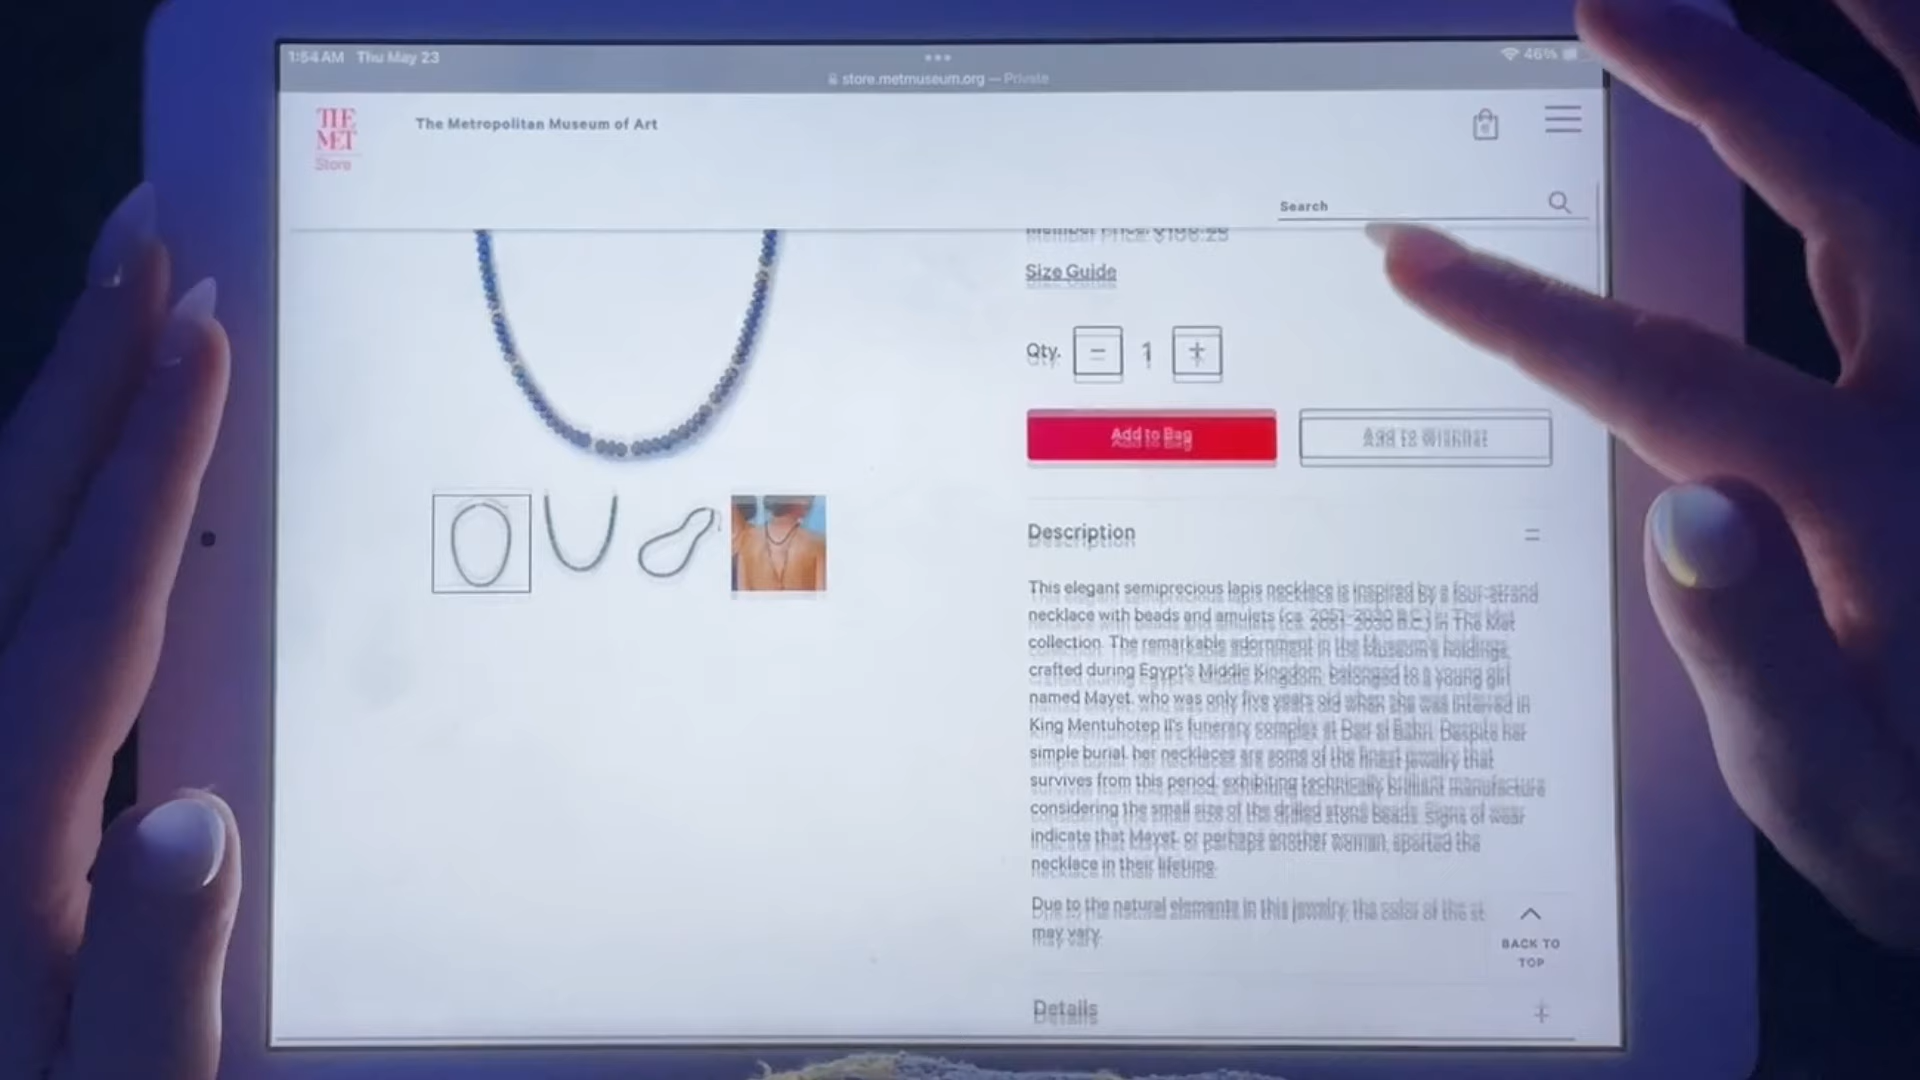 1:54 AM Thu May 23
46%
store.metmuseum.org — Private
THE
MET
Store
The Metropolitan Museum of Art
Search
Member Price:
Size Guide
Qty. − 1 +
Add to Bag
Add to Wishlist
Description
This elegant semiprecious lapis necklace is inspired by a four-strand
necklace with beads and amulets (ca. 2051–2030 B.C.) in The Met
collection. The remarkable adornment in the Museum's holdings,
crafted during Egypt's Middle Kingdom, belonged to a young girl
named Mayet, who was only five years old when she was interred in
King Mentuhotep II's funerary complex at Deir el Bahri. Despite her
simple burial, her necklaces are some of the finest jewelry that
survives from this period, exhibiting technically brilliant manufacture
considering the small size of the drilled stone beads. Signs of wear
indicate that Mayet, or perhaps another woman, sported the
necklace in their lifetime.
Due to the natural elements in this jewelry, the color of the st
may vary.
BACK TO
TOP
Details +